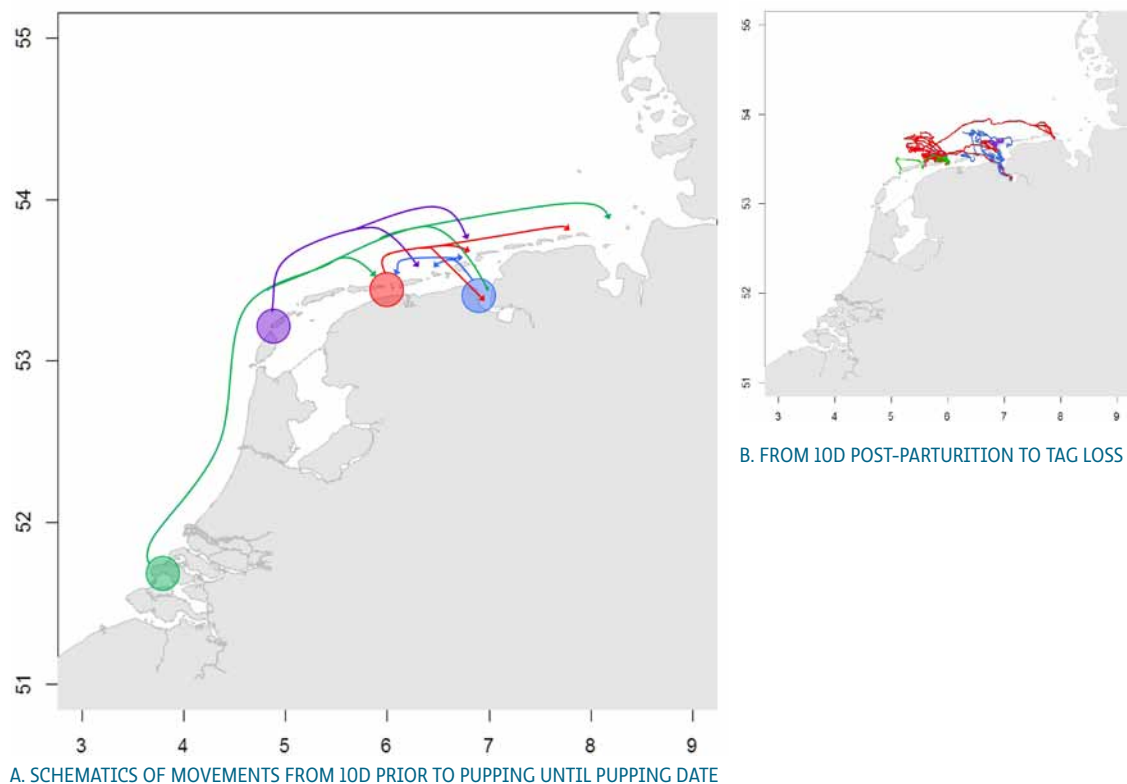 55
54
53
52
51
3 4 5 6 7 8 9
A. SCHEMATICS OF MOVEMENTS FROM 10D PRIOR TO PUPPING UNTIL PUPPING DATE
55
54
53
52
51
3 4 5 6 7 8 9
B. FROM 10D POST-PARTURITION TO TAG LOSS